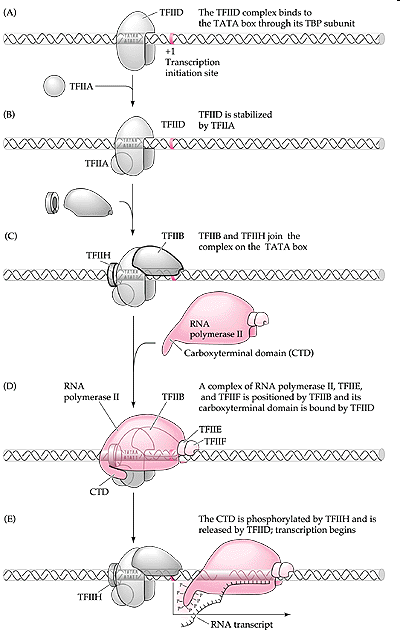 (A)
TFIID
The TFIID complex binds to
the TATA box through its TBP subunit
TATAA
+1
Transcription
initiation site
TFIIA
(B)
TFIID
TFIID is stabilized
by TFIIA
TATAA
TFIIA
(C)
TFIIB
TFIIB and TFIIH join the
complex on the TATA box
TFIIH
TATAA
RNA
polymerase II
Carboxyterminal domain (CTD)
(D)
RNA
polymerase II
TFIIB
A complex of RNA polymerase II, TFIIE,
and TFIIF is positioned by TFIIB and its
carboxyterminal domain is bound by TFIID
TFIIE
TFIIF
CTD
(E)
The CTD is phosphorylated by TFIIH and is
released by TFIID; transcription begins
TATAA
TFIIH
P
P
P
RNA transcript